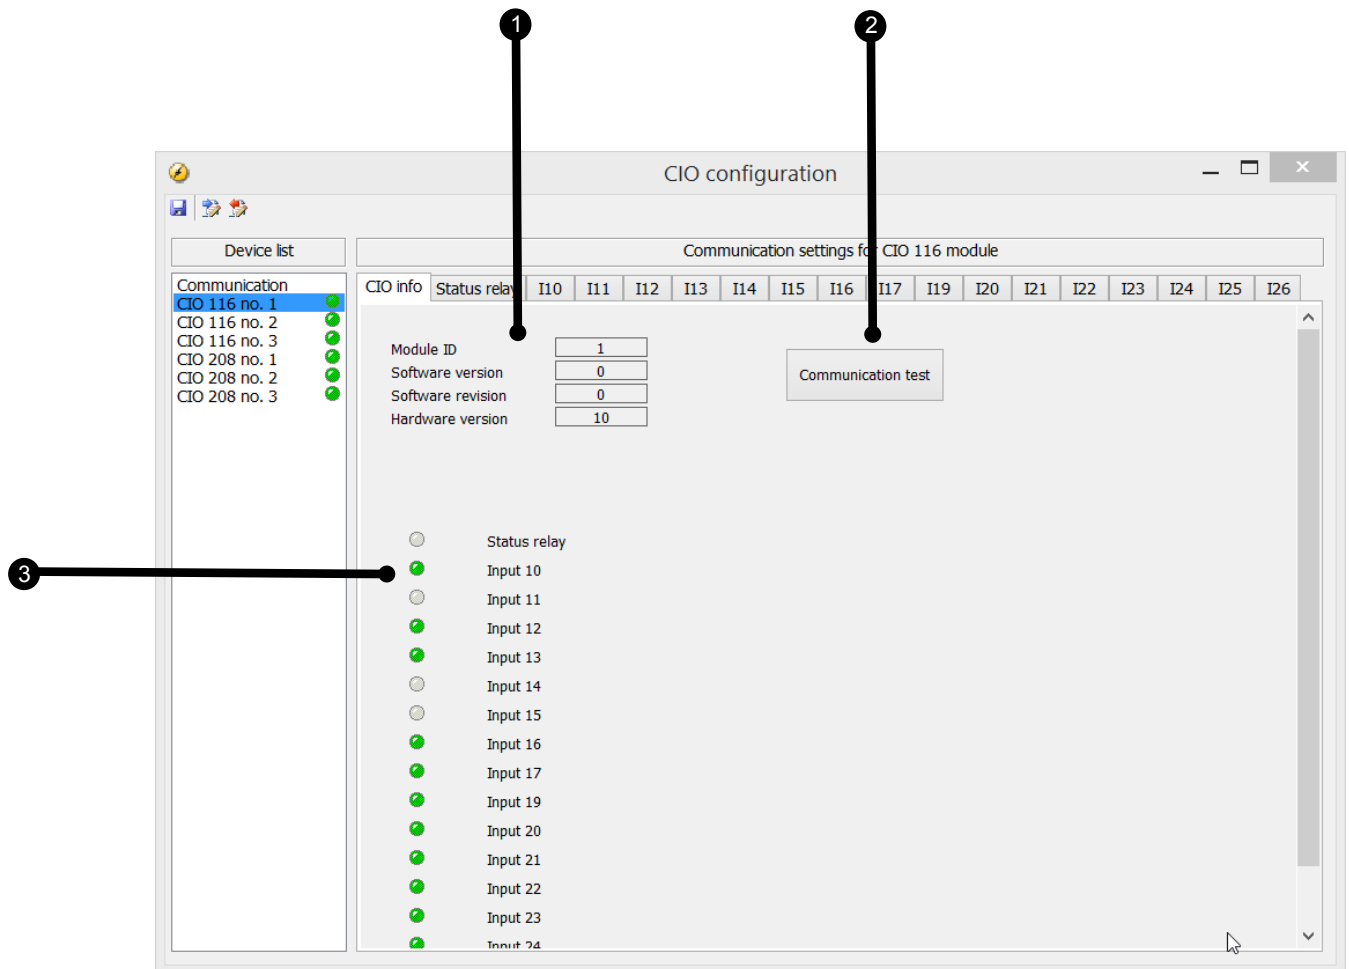 1
2
CIO configuration
Device list
Communication settings for CIO 116 module
Communication
CIO 116 no. 1
CIO 116 no. 2
CIO 116 no. 3
CIO 208 no. 1
CIO 208 no. 2
CIO 208 no. 3
CIO info Status relay I10 I11 I12 I13 I14 I15 I16 I17 I19 I20 I21 I22 I23 I24 I25 I26
Module ID 1
Software version 0
Software revision 0
Hardware version 10
Communication test
Status relay
3
Input 10
Input 11
Input 12
Input 13
Input 14
Input 15
Input 16
Input 17
Input 19
Input 20
Input 21
Input 22
Input 23
Input 24